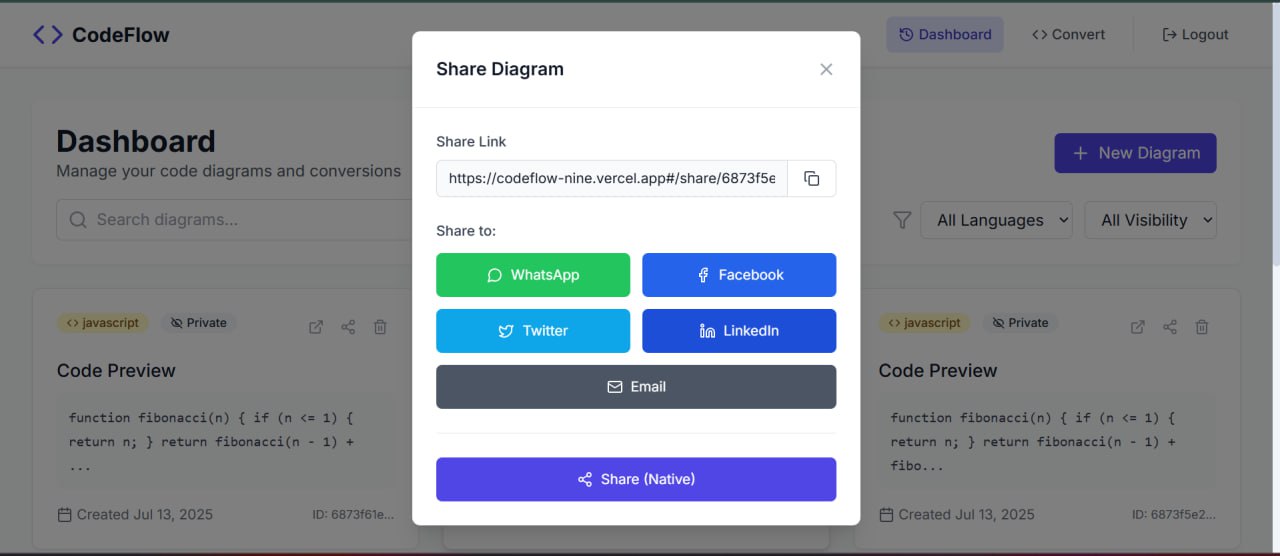 CodeFlow
Dashboard
Convert
Logout
Share Diagram
Share Link
https://codeflow-nine.vercel.app#/share/6873f5e
Share to:
WhatsApp
Facebook
Twitter
LinkedIn
Email
Share (Native)
Dashboard
Manage your code diagrams and conversions
New Diagram
Search diagrams...
All Languages
All Visibility
javascript
Private
Code Preview
function fibonacci(n) { if (n <= 1) {
return n; } return fibonacci(n - 1) +
...
Created Jul 13, 2025
ID: 6873f61e...
javascript
Private
Code Preview
function fibonacci(n) { if (n <= 1) {
return n; } return fibonacci(n - 1) +
fibo...
Created Jul 13, 2025
ID: 6873f5e2...